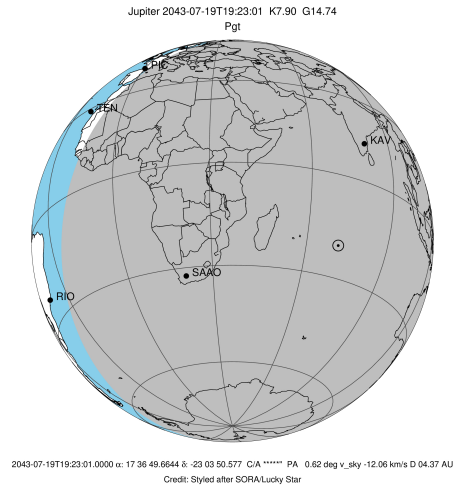 Jupiter 2043-07-19T19:23:01 K7.90 G14.74
Pgt
PIC
TEN
KAV
SAAO
RIO
2043-07-19T19:23:01.0000 α: 17 36 49.6644 δ: -23 03 50.577 C/A *****" PA 0.62 deg v_sky -12.06 km/s D 04.37 AU
Credit: Styled after SORA/Lucky Star